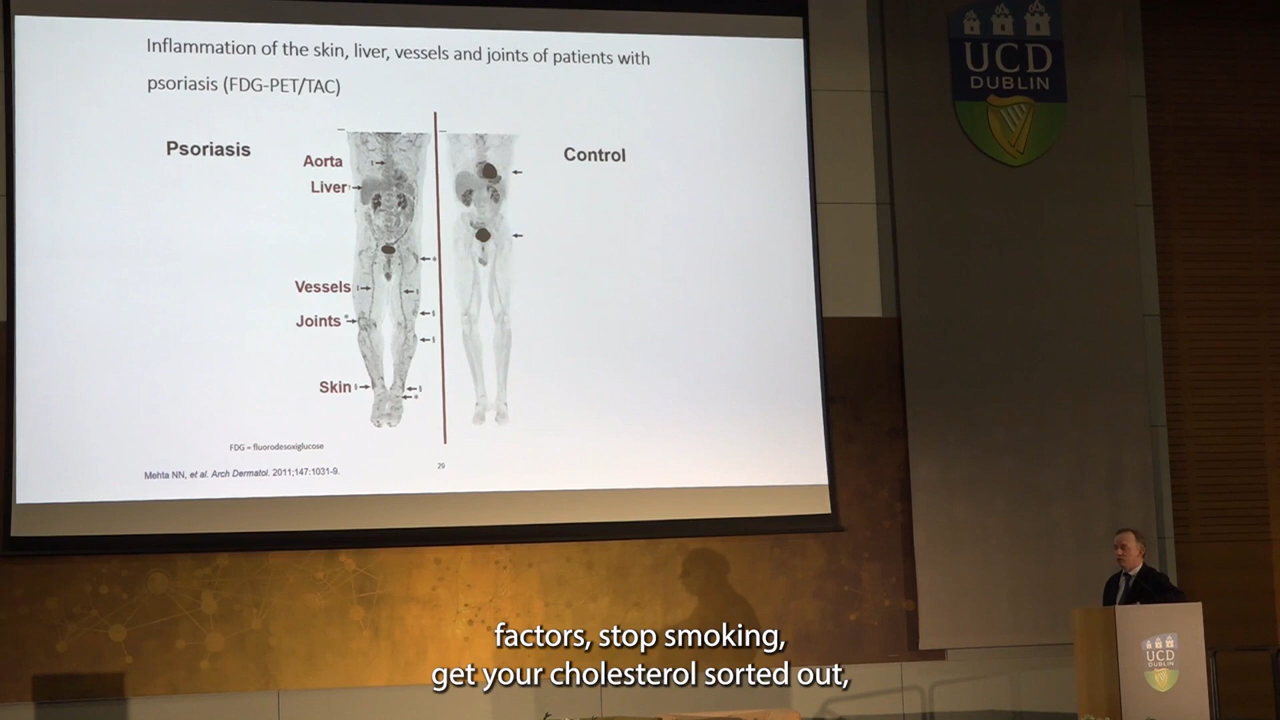 Inflammation of the skin, liver, vessels and joints of patients with
psoriasis (FDG-PET/TAC)
Psoriasis
Control
Aorta
Liver
Vessels
Joints
Skin
FDG = fluorodesoxiglucose
Mehta NN, et al. Arch Dermatol. 2011;147:1031-9.
29
UCD
DUBLIN
UCD
DUBLIN
factors, stop smoking,
get your cholesterol sorted out,